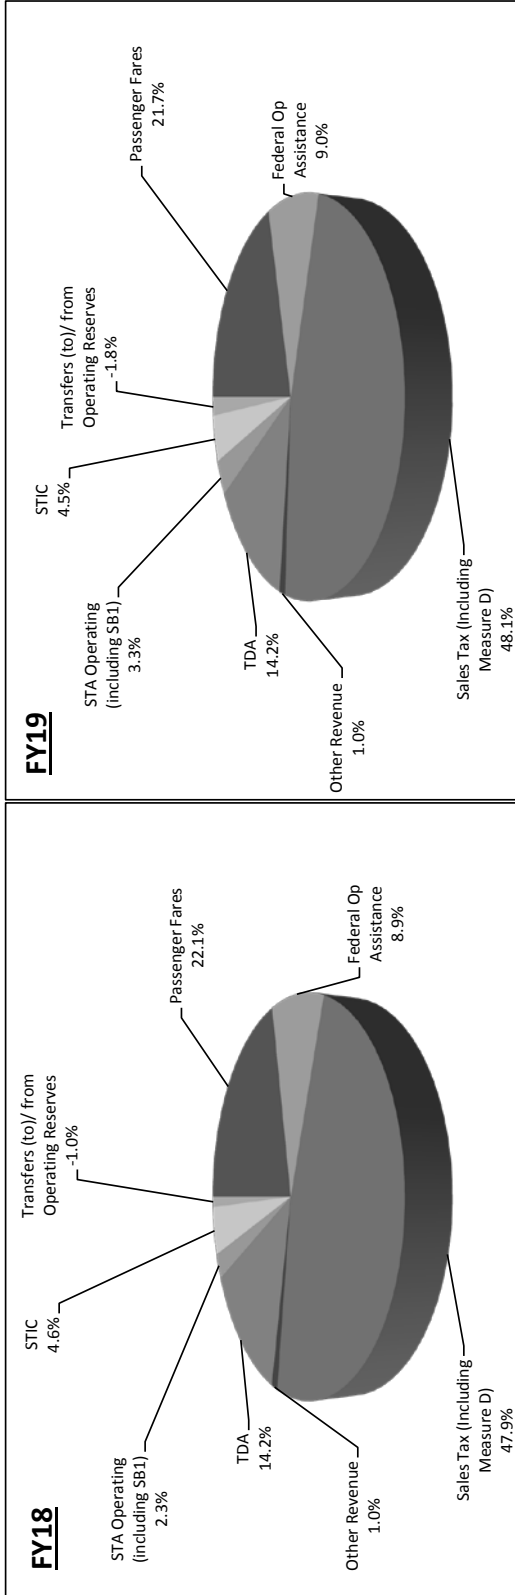 FY18
Transfers (to)/ from
Operating Reserves
-1.0%
STIC
4.6%
STA Operating
(including SB1)
2.3%
TDA
14.2%
Other Revenue
1.0%
Sales Tax (Including
Measure D)
47.9%
Federal Op
Assistance
8.9%
Passenger Fares
22.1%
FY19
Transfers (to)/ from
Operating Reserves
-1.8%
STIC
4.5%
STA Operating
(including SB1)
3.3%
TDA
14.2%
Other Revenue
1.0%
Sales Tax (Including
Measure D)
48.1%
Federal Op
Assistance
9.0%
Passenger Fares
21.7%